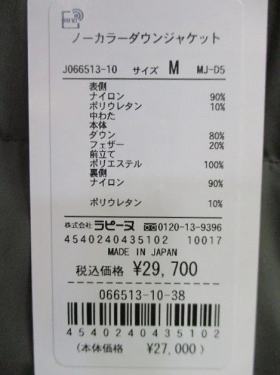 ノーカラーダウンジャケット
J066513-10 サイズ M MJ-D5
表側
ナイロン 90%
ポリウレタン 10%
中わた
本体
ダウン 80%
フェザー 20%
前立て
ポリエステル 100%
裏側
ナイロン 90%
ポリウレタン 10%
株式会社 ラピーヌ 0120-13-9396
4540240435102 10017
MADE IN JAPAN
税込価格 ¥29,700
066513-10-38
4540240435102
(本体価格 ¥27,000)